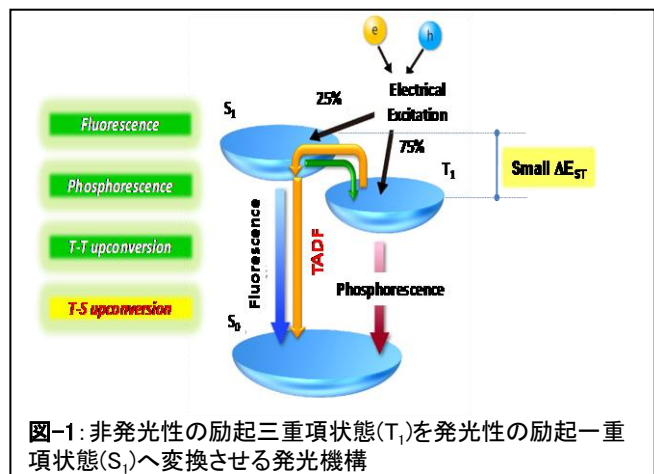 e
h
Electrical
Excitation
25%
75%
S₁
T₁
Small ΔE_ST
Fluorescence
Phosphorescence
T-T upconversion
T-S upconversion
Fluorescence
TADF
Phosphorescence
S₀
図-1：非発光性の励起三重項状態(T₁)を発光性の励起一重
項状態(S₁)へ変換させる発光機構